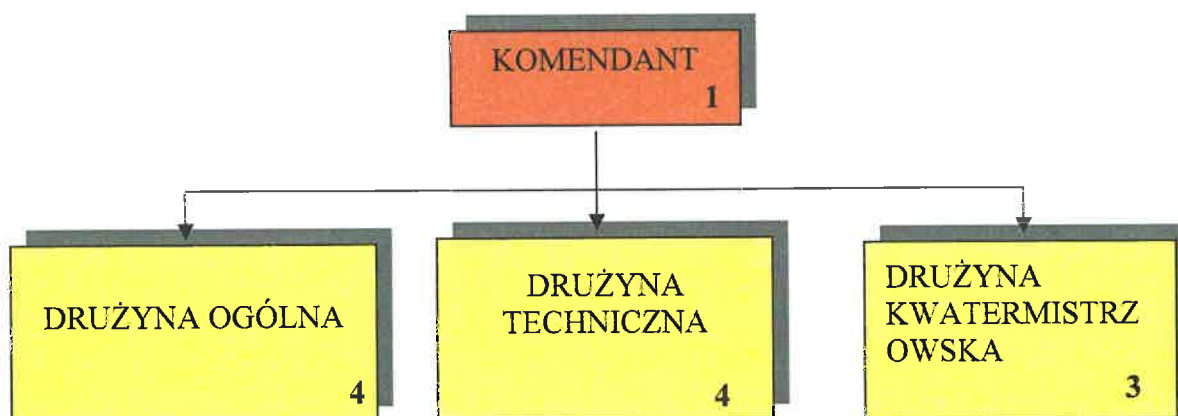 KOMENDANT
1
DRUŻYNA OGÓLNA
4
DRUŻYNA
TECHNICZNA
4
DRUŻYNA
KWATERMISTRZ
OWSKA
3